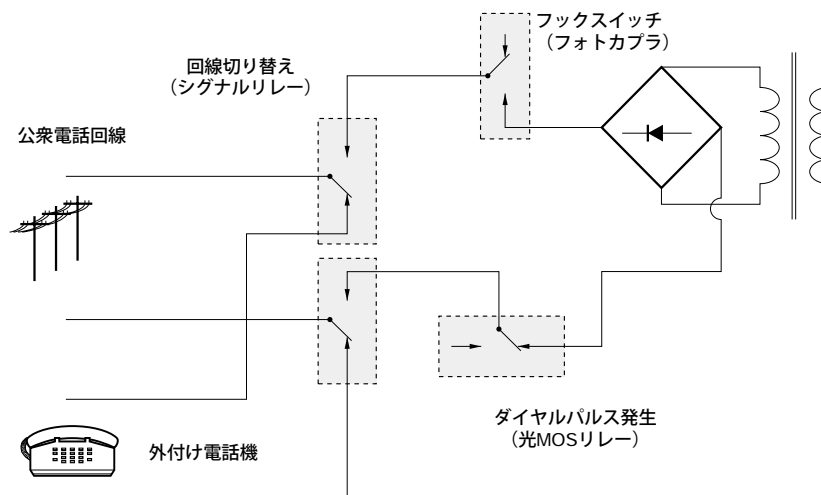 フックスイッチ
（フォトカプラ）
回線切り替え
（シグナルリレー）
公衆電話回線
ダイヤルパルス発生
（光MOSリレー）
外付け電話機